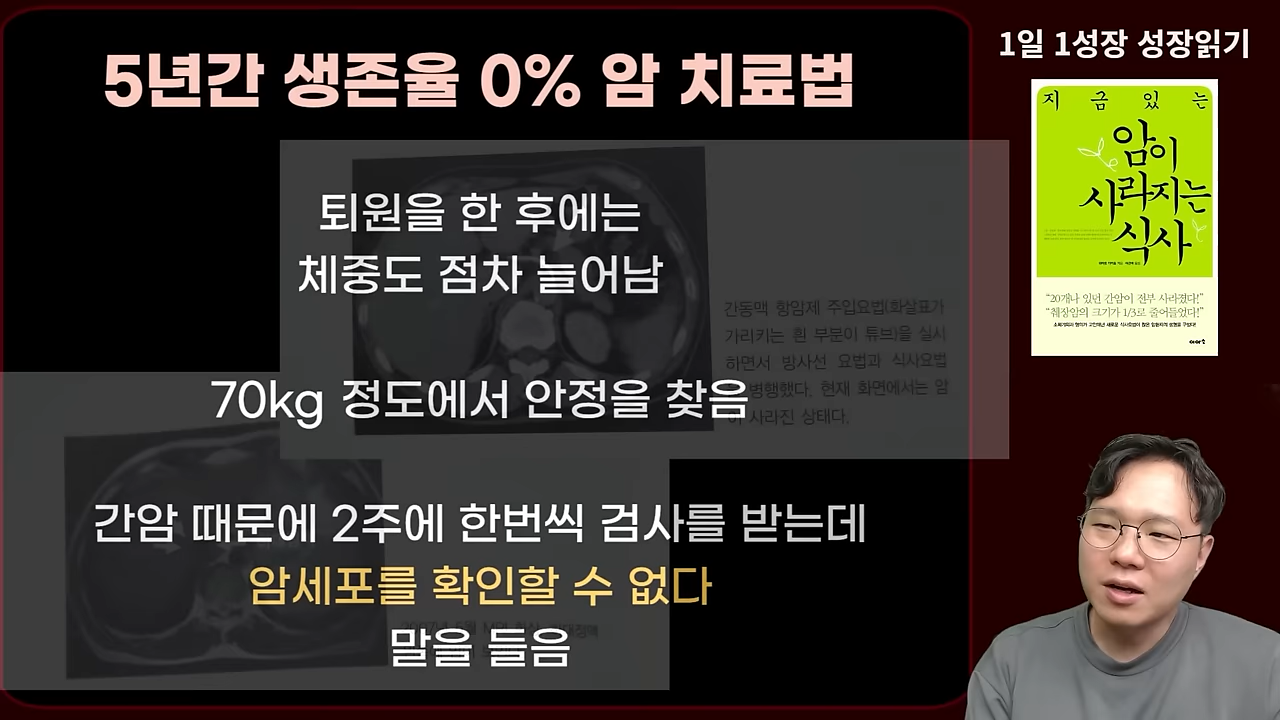 5년간 생존율 0% 암 치료법
퇴원을 한 후에는
체중도 점차 늘어남
70kg 정도에서 안정을 찾음
간암 때문에 2주에 한번씩 검사를 받는데
암세포를 확인할 수 없다
말을 들음
간동맥 항암제 주입요법(화살표가
가리키는 흰 부분이 튜브)을 실시
하면서 방사선 요법과 식사요법
병행했다. 현재 화면에서는 암
사라진 상태다.
1일 1성장 성장읽기
지금있는
암이
사라지는
식사
“20개나 있던 간암이 전부 사라졌다!”
“췌장암의 크기가 1/3로 줄어들었다!”